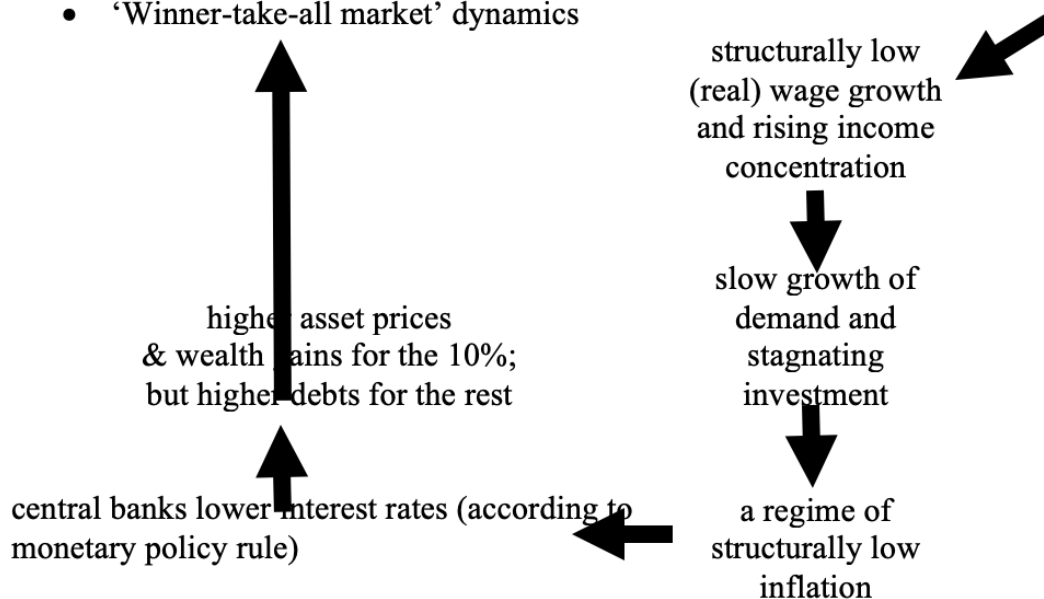 • ‘Winner-take-all market’ dynamics
structurally low
(real) wage growth
and rising income
concentration
slow growth of
demand and
stagnating
investment
higher asset prices
& wealth gains for the 10%;
but higher debts for the rest
central banks lower interest rates (according to
monetary policy rule)
a regime of
structurally low
inflation